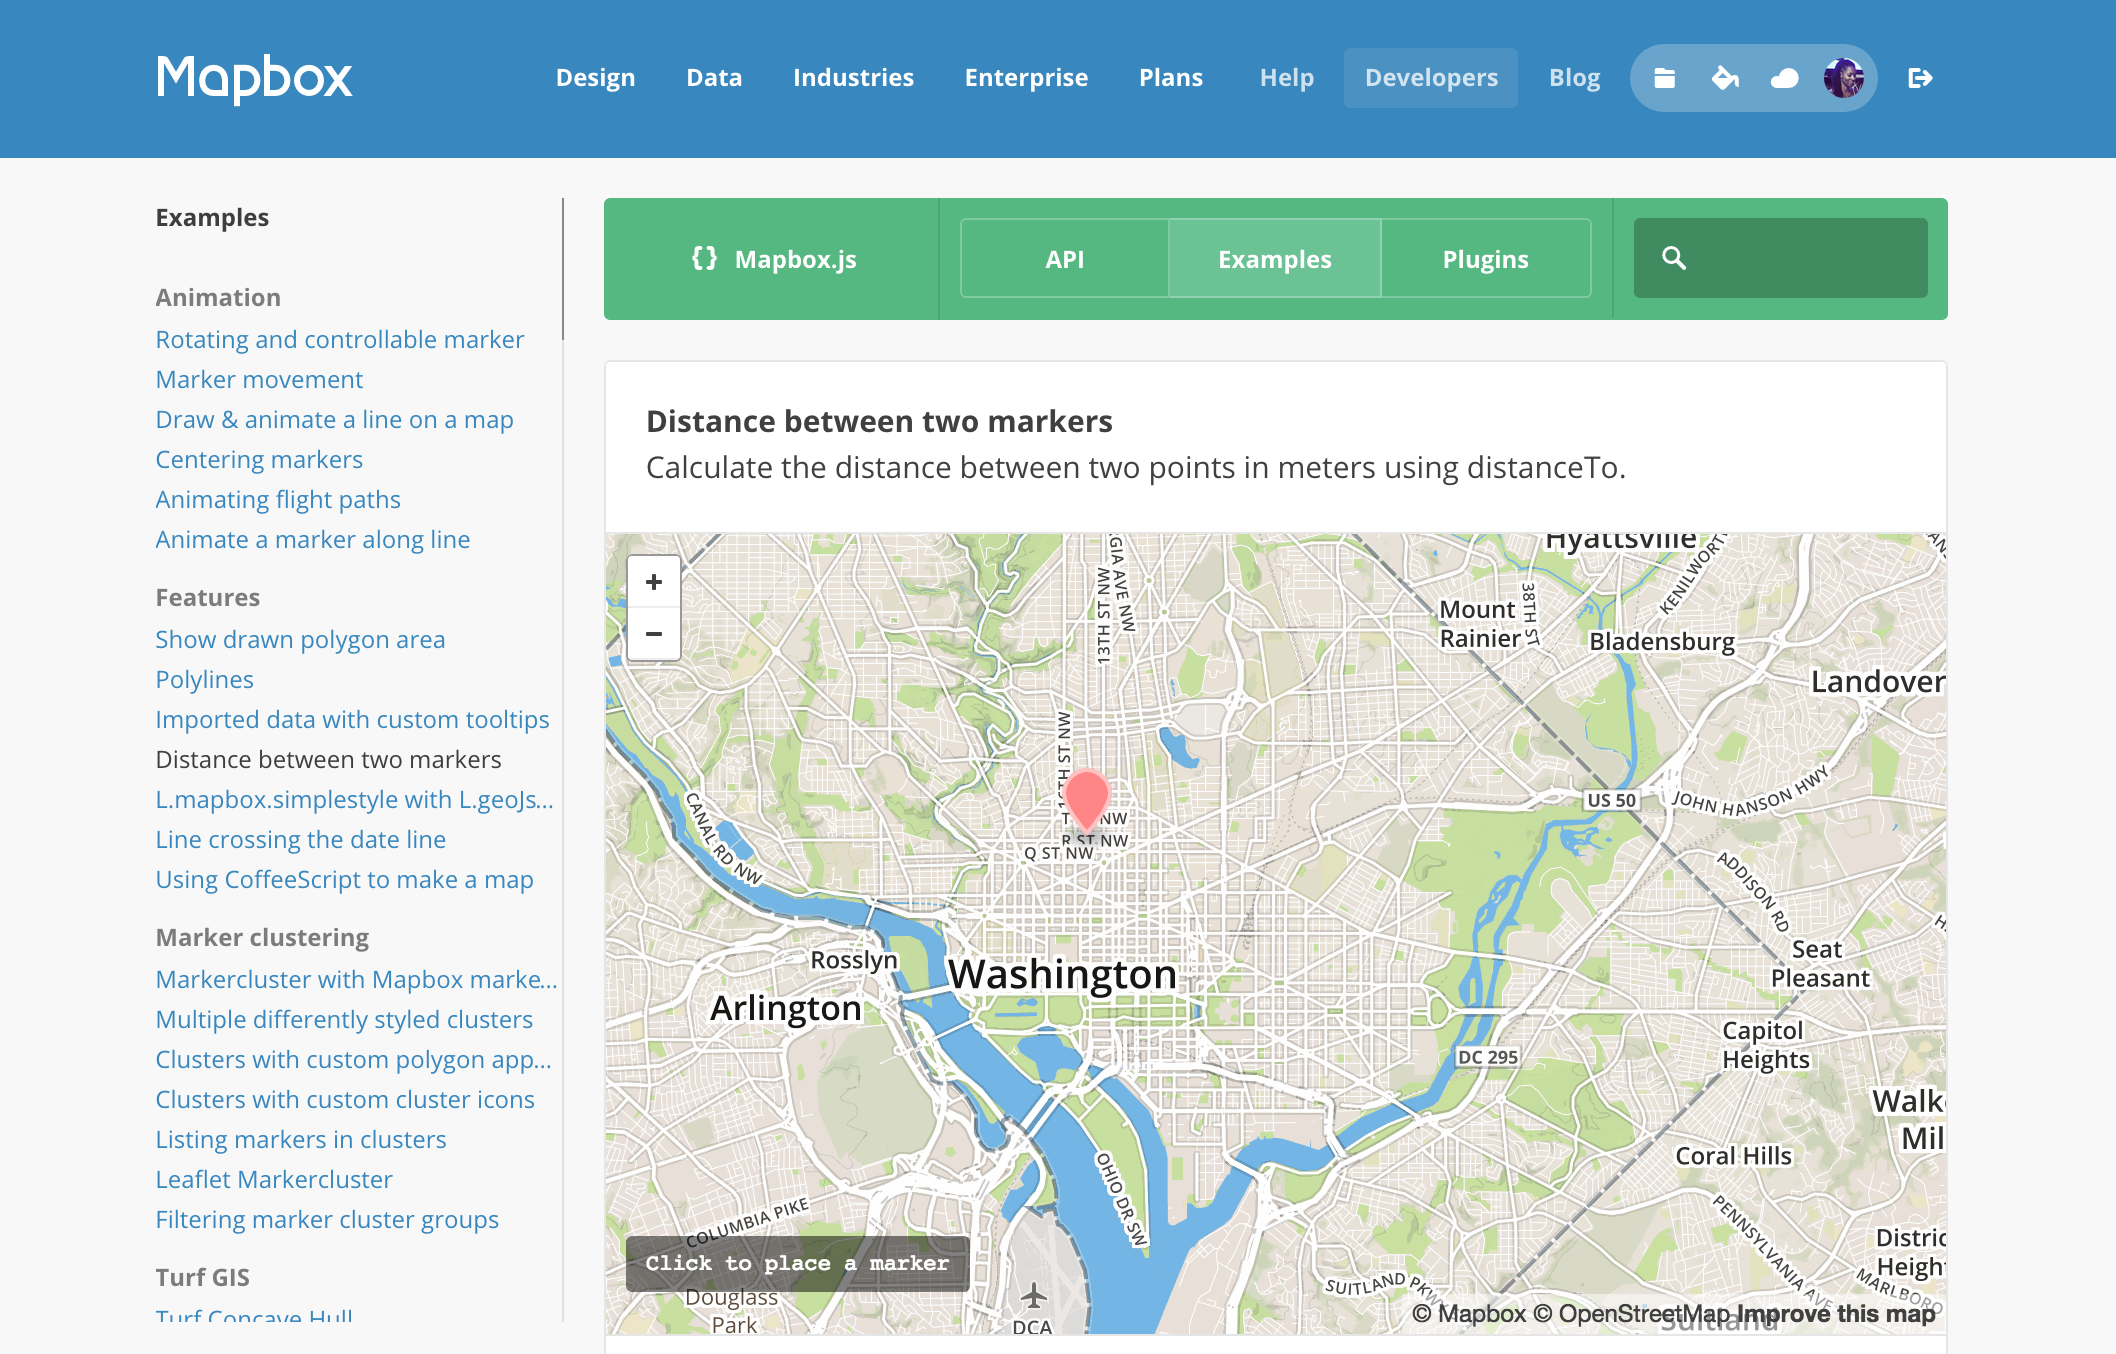 Mapbox
Design Data Industries Enterprise Plans Help Developers Blog
Examples
Animation
Rotating and controllable marker
Marker movement
Draw & animate a line on a map
Centering markers
Animating flight paths
Animate a marker along line
Features
Show drawn polygon area
Polylines
Imported data with custom tooltips
Distance between two markers
L.mapbox.simplestyle with L.geoJs...
Line crossing the date line
Using CoffeeScript to make a map
Marker clustering
Markercluster with Mapbox marke...
Multiple differently styled clusters
Clusters with custom polygon app...
Clusters with custom cluster icons
Listing markers in clusters
Leaflet Markercluster
Filtering marker cluster groups
Turf GIS
Turf Concave Hull
{} Mapbox.js
API Examples Plugins
Distance between two markers
Calculate the distance between two points in meters using distanceTo.
+
−
GIA AVE NW
13TH ST NW
Hyattsville
KENILWORTH
38TH ST
Mount
Rainier
Bladensburg
Landover
ST NW
NW
R ST NW
Q ST NW
CANAL RD NW
US 50
JOHN HANSON HWY
ADDISON RD
Rosslyn
Washington
Arlington
Seat
Pleasant
Capitol
Heights
DC 295
Walk
Mil
Coral Hills
OHIO DR SW
COLUMBIA PIKE
PENNSYLVANIA AVE
Distric
Height
MARLBORO
SUITLAND PKW
Click to place a marker
Douglass
Park
DCA
Suitland
© Mapbox © OpenStreetMap Improve this map